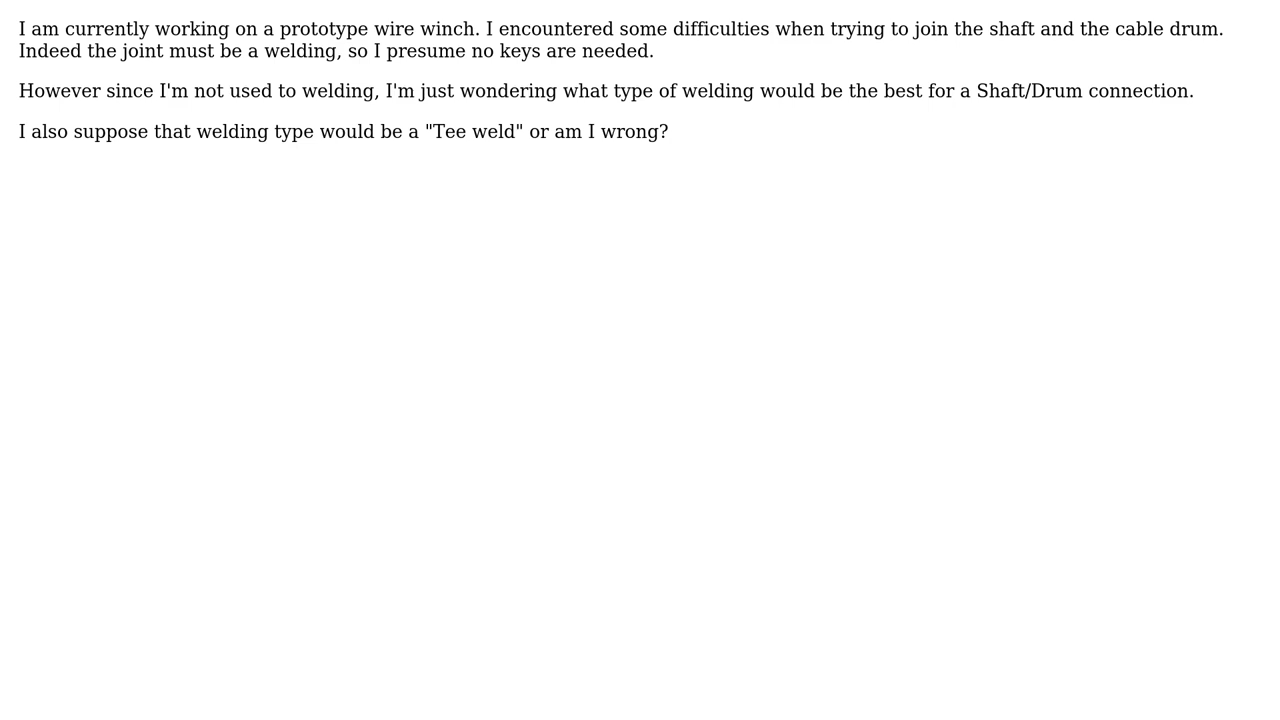 I am currently working on a prototype wire winch. I encountered some difficulties when trying to join the shaft and the cable drum.
Indeed the joint must be a welding, so I presume no keys are needed.
However since I'm not used to welding, I'm just wondering what type of welding would be the best for a Shaft/Drum connection.
I also suppose that welding type would be a "Tee weld" or am I wrong?